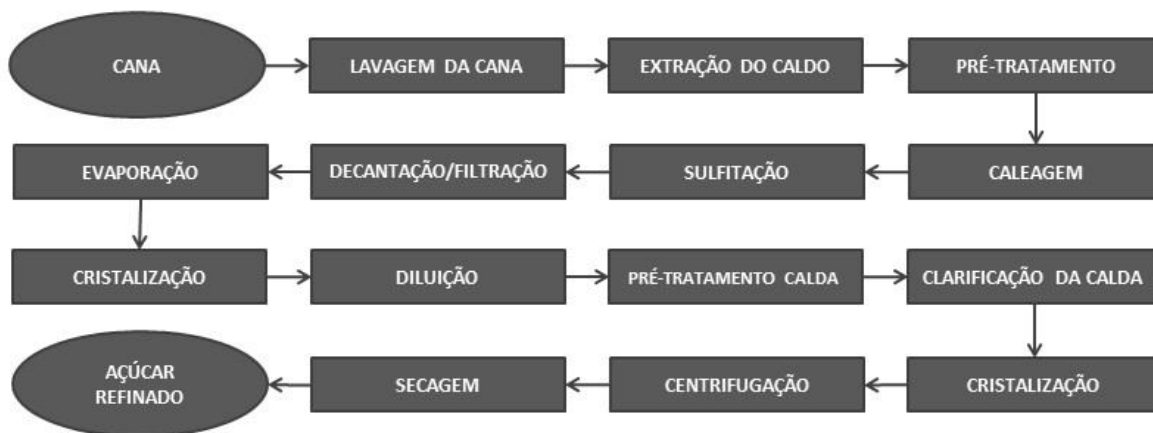 CANA
LAVAGEM DA CANA
EXTRAÇÃO DO CALDO
PRÉ-TRATAMENTO
CALEAGEM
SULFITAÇÃO
DECANTAÇÃO/FILTRAÇÃO
EVAPORAÇÃO
CRISTALIZAÇÃO
DILUIÇÃO
PRÉ-TRATAMENTO CALDA
CLARIFICAÇÃO DA CALDA
CRISTALIZAÇÃO
CENTRIFUGAÇÃO
SECAGEM
AÇÚCAR
REFINADO